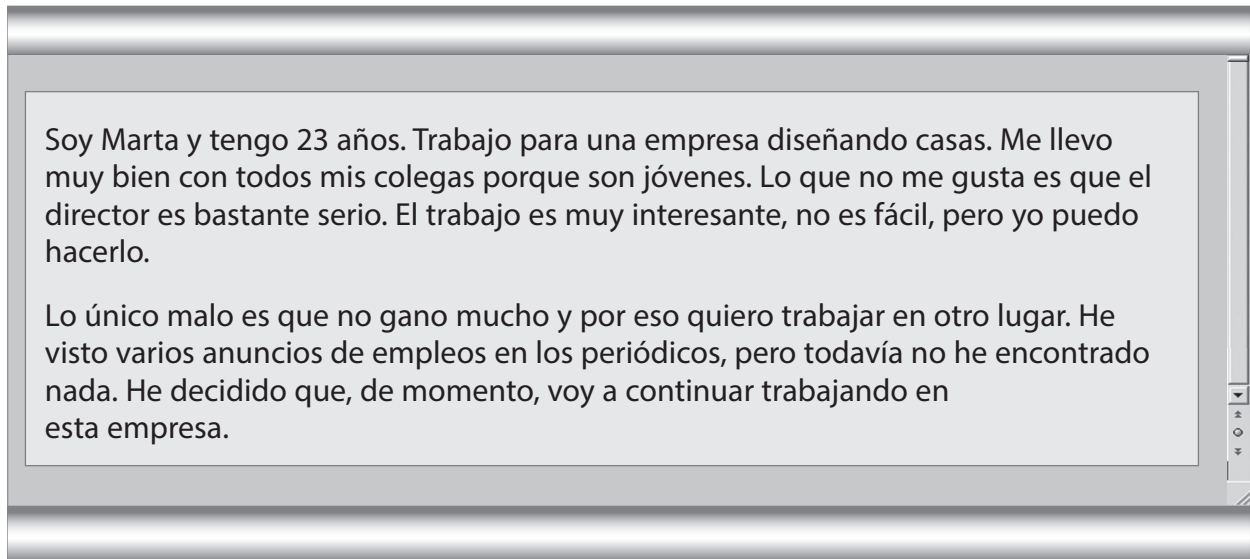 Soy Marta y tengo 23 años. Trabajo para una empresa diseñando casas. Me llevo
muy bien con todos mis colegas porque son jóvenes. Lo que no me gusta es que el
director es bastante serio. El trabajo es muy interesante, no es fácil, pero yo puedo
hacerlo.
Lo único malo es que no gano mucho y por eso quiero trabajar en otro lugar. He
visto varios anuncios de empleos en los periódicos, pero todavía no he encontrado
nada. He decidido que, de momento, voy a continuar trabajando en
esta empresa.